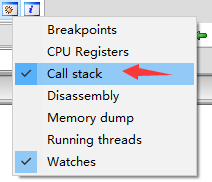 Breakpoints
CPU Registers
Call stack
Disassembly
Memory dump
Running threads
Watches